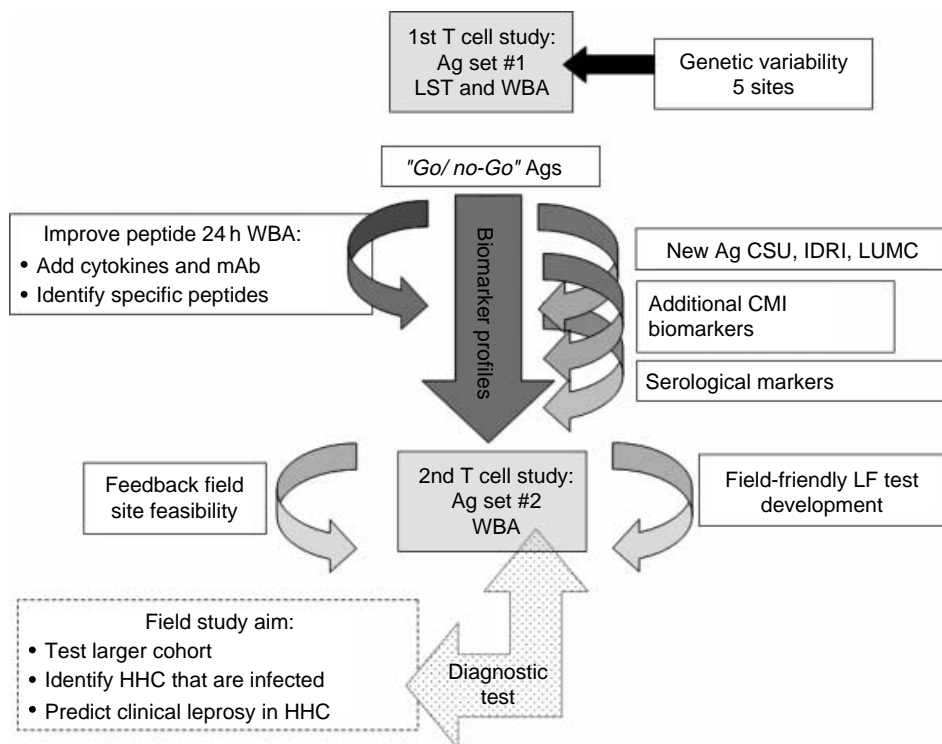 1st T cell study:
Ag set #1
LST and WBA
Genetic variability
5 sites
"Go/ no-Go" Ags
Improve peptide 24 h WBA:
• Add cytokines and mAb
• Identify specific peptides
Biomarker profiles
New Ag CSU, IDRI, LUMC
Additional CMI
biomarkers
Serological markers
Feedback field
site feasibility
2nd T cell study:
Ag set #2
WBA
Field-friendly LF test
development
Field study aim:
• Test larger cohort
• Identify HHC that are infected
• Predict clinical leprosy in HHC
Diagnostic
test